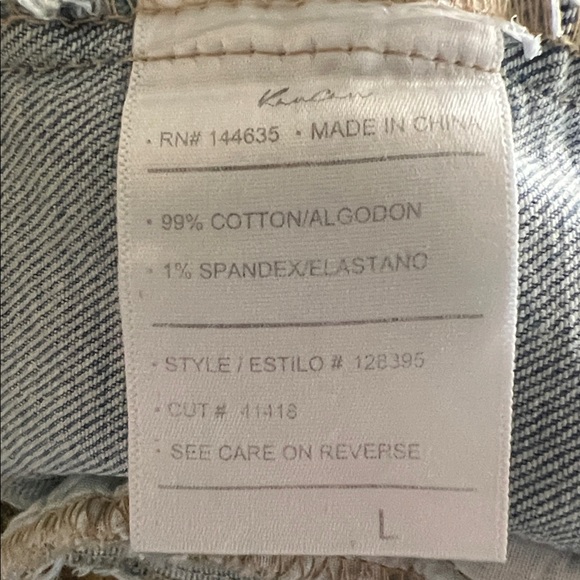 KanCan
· RN# 144635 · MADE IN CHINA
· 99% COTTON/ALGODON
· 1% SPANDEX/ELASTANO
· STYLE / ESTILO # 128395
· CUT # 41418
· SEE CARE ON REVERSE
L